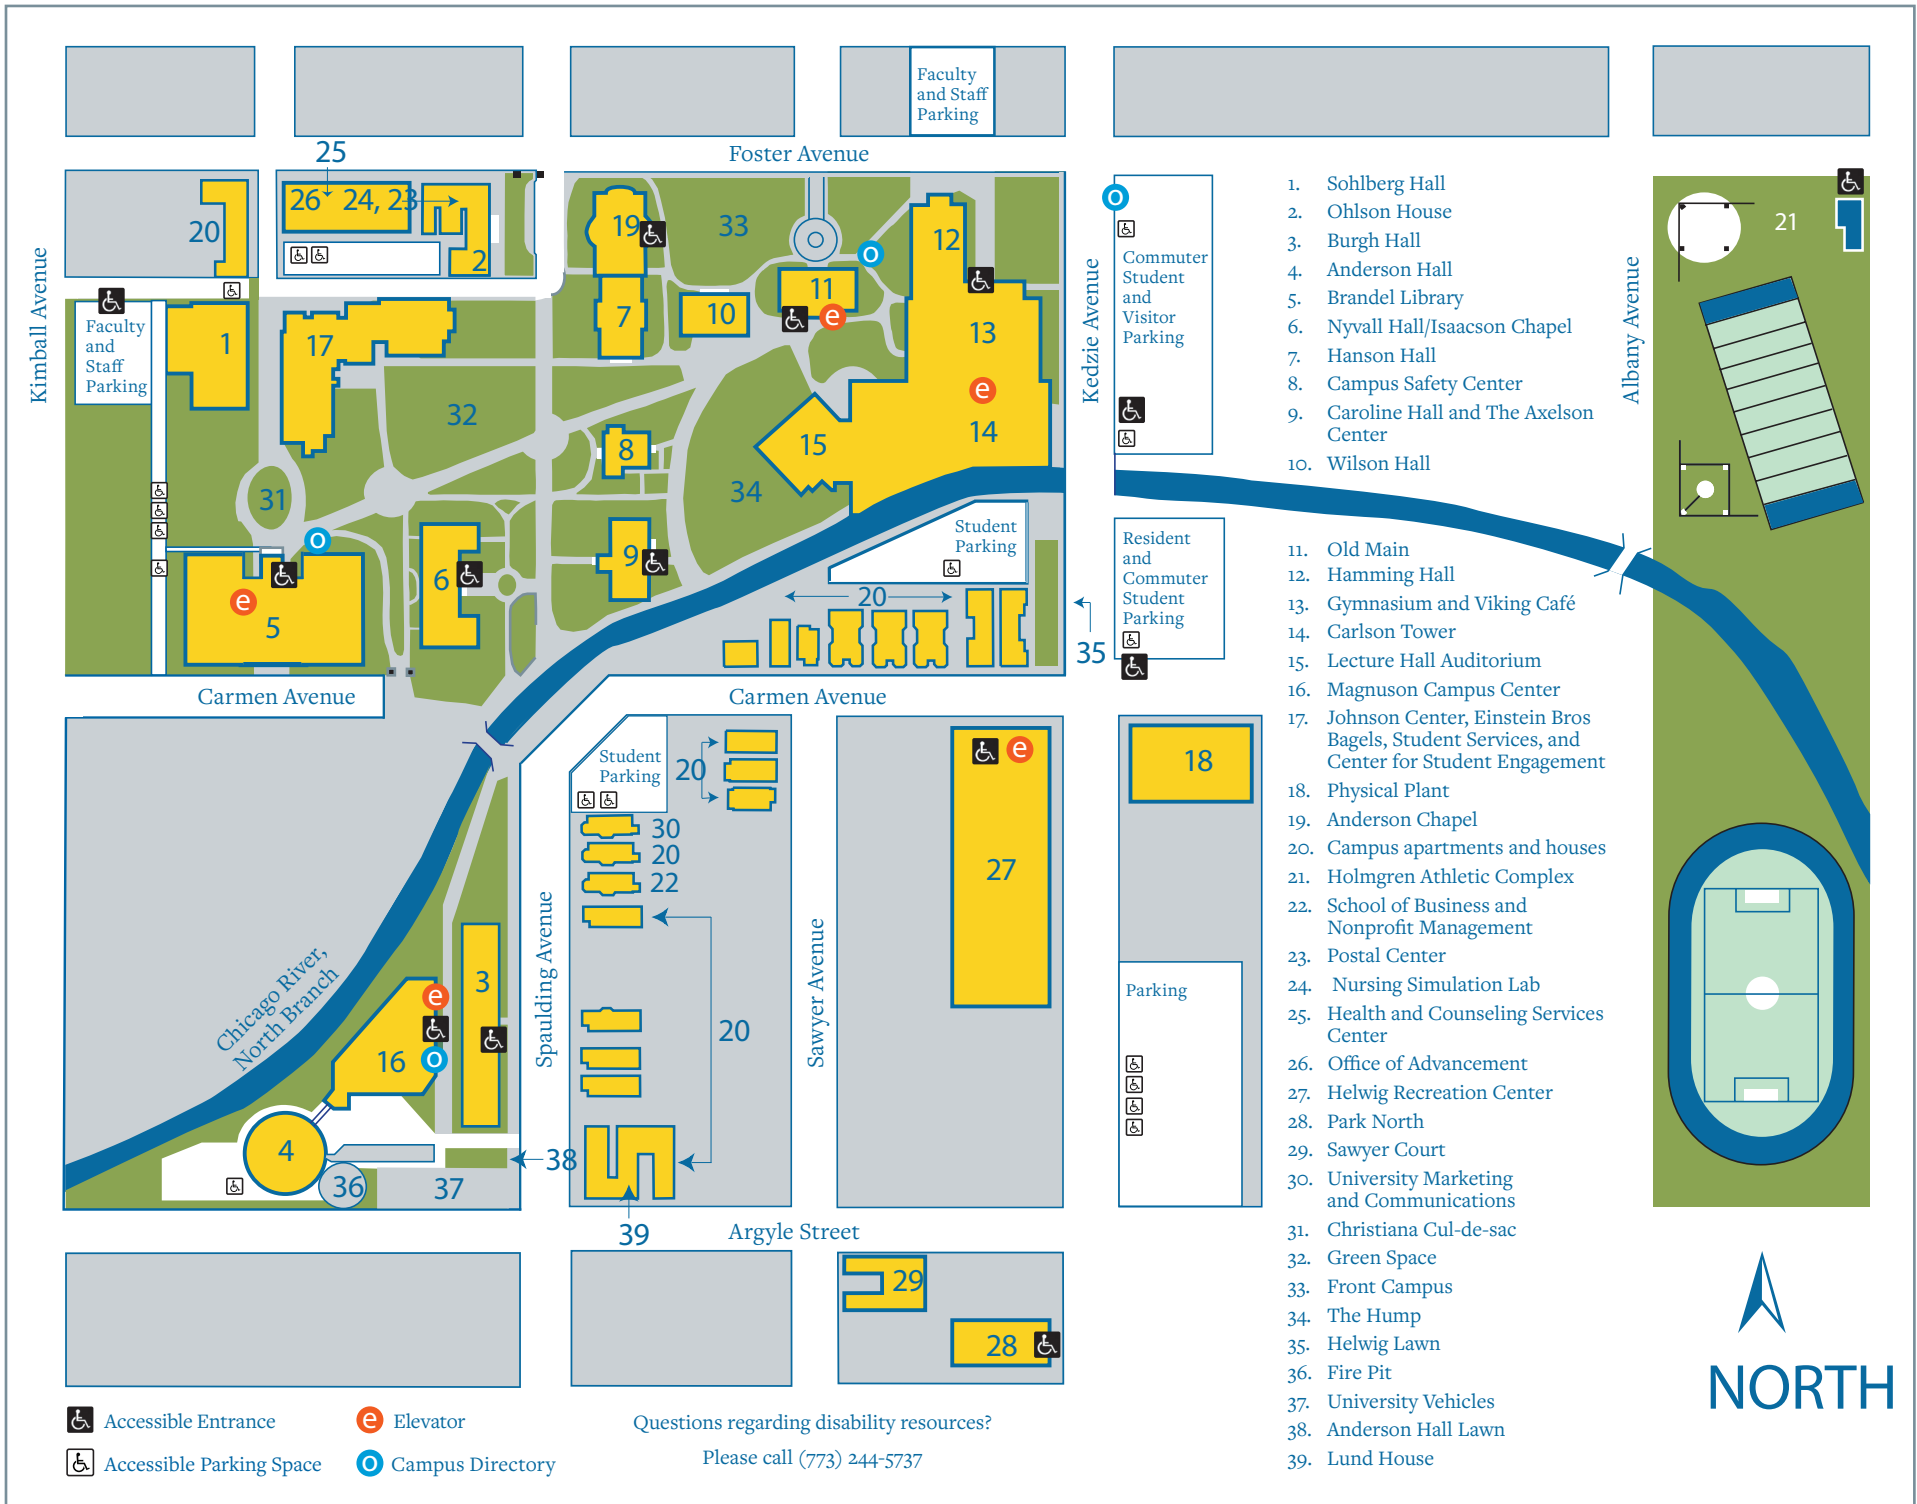 Faculty
and Staff
Parking
Foster Avenue
25
26
24, 23
2
20
19
33
12
11
10
7
13
14
15
1
17
32
8
31
34
9
6
5
Kimball Avenue
Faculty
and
Staff
Parking
Kedzie Avenue
Commuter
Student
and
Visitor
Parking
Student
Parking
Resident
and
Commuter
Student
Parking
20
35
Albany Avenue
21
Carmen Avenue
Carmen Avenue
Student
Parking
20
30
20
22
20
27
18
Parking
Spaulding Avenue
Sawyer Avenue
Chicago River,
North Branch
3
16
4
36
37
38
39
Argyle Street
29
28
e
e
e
e
e
o
o
o
o
1. Sohlberg Hall
2. Ohlson House
3. Burgh Hall
4. Anderson Hall
5. Brandel Library
6. Nyvall Hall/Isaacson Chapel
7. Hanson Hall
8. Campus Safety Center
9. Caroline Hall and The Axelson
Center
10. Wilson Hall
11. Old Main
12. Hamming Hall
13. Gymnasium and Viking Café
14. Carlson Tower
15. Lecture Hall Auditorium
16. Magnuson Campus Center
17. Johnson Center, Einstein Bros
Bagels, Student Services, and
Center for Student Engagement
18. Physical Plant
19. Anderson Chapel
20. Campus apartments and houses
21. Holmgren Athletic Complex
22. School of Business and
Nonprofit Management
23. Postal Center
24. Nursing Simulation Lab
25. Health and Counseling Services
Center
26. Office of Advancement
27. Helwig Recreation Center
28. Park North
29. Sawyer Court
30. University Marketing
and Communications
31. Christiana Cul-de-sac
32. Green Space
33. Front Campus
34. The Hump
35. Helwig Lawn
36. Fire Pit
37. University Vehicles
38. Anderson Hall Lawn
39. Lund House
NORTH
Accessible Entrance
e Elevator
Accessible Parking Space
o Campus Directory
Questions regarding disability resources?
Please call (773) 244-5737